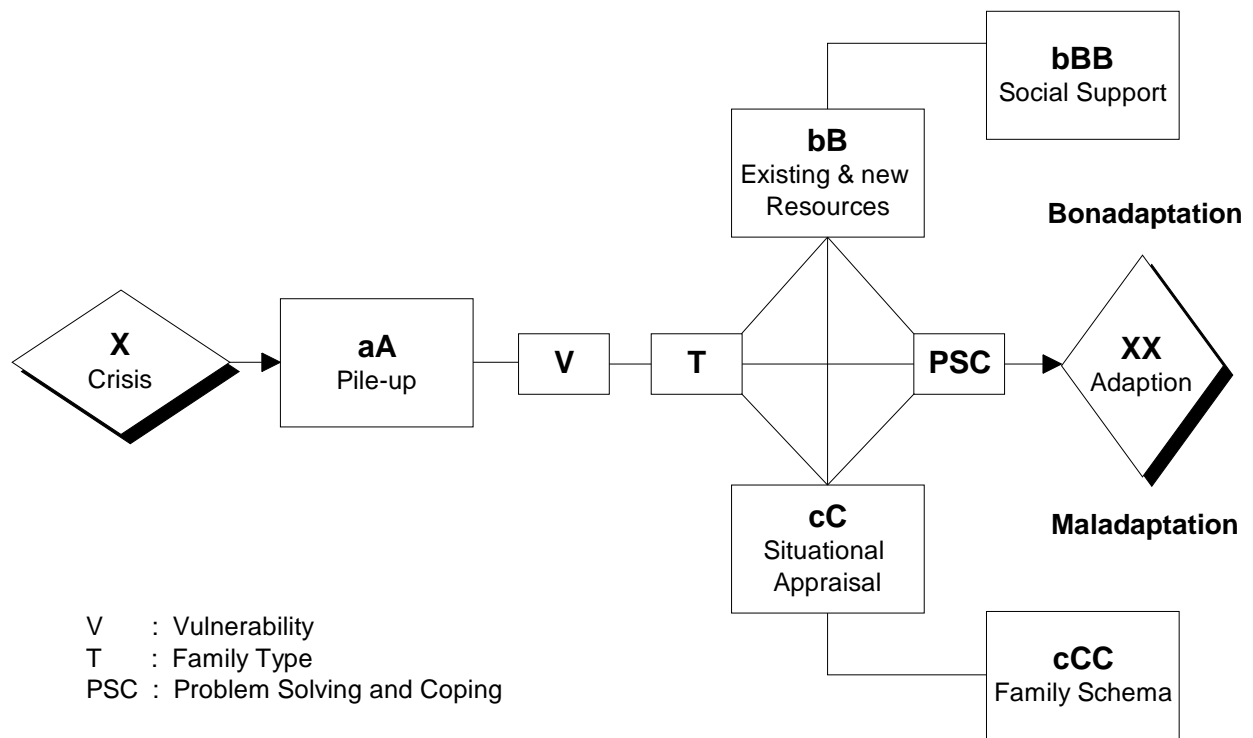 bBB
Social Support
bB
Existing & new
Resources
Bonadaptation
X
Crisis
aA
Pile-up
V
T
PSC
XX
Adaption
cC
Situational
Appraisal
Maladaptation
cCC
Family Schema
V : Vulnerability
T : Family Type
PSC : Problem Solving and Coping